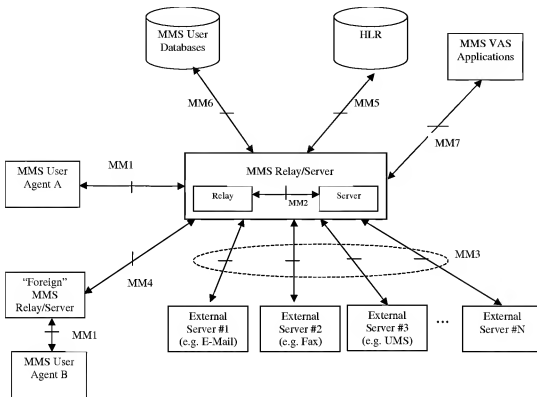 MMS User
Databases
HLR
MMS VAS
Applications
MM6
MM5
MM7
MMS User
Agent A
MM1
MMS Relay/Server
Relay
MM2
Server
MM3
"Foreign"
MMS
Relay/Server
MM4
MM1
MMS User
Agent B
External
Server #1
(e.g. E-Mail)
External
Server #2
(e.g. Fax)
External
Server #3
(e.g. UMS)
...
External
Server #N